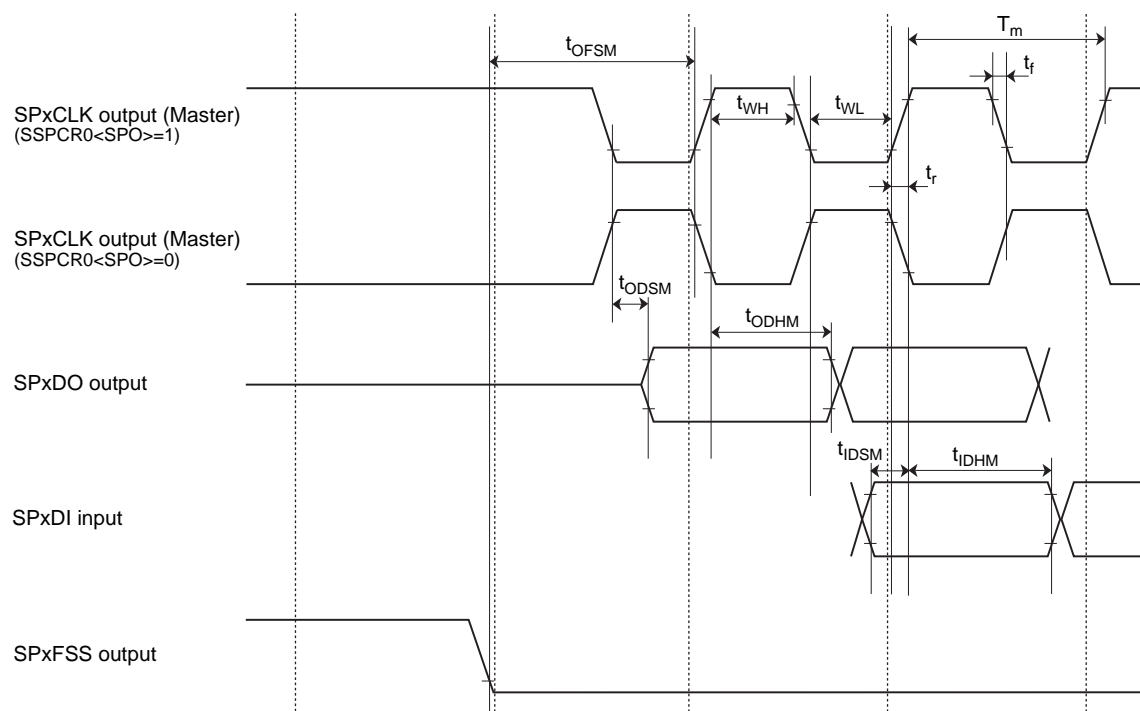 tOFSM
Tm
tf
SPxCLK output (Master)
(SSPCR0<SPO>=1)
tWH
tWL
tr
SPxCLK output (Master)
(SSPCR0<SPO>=0)
tODSM
tODHM
SPxDO output
tIDSM
tIDHM
SPxDI input
SPxFSS output